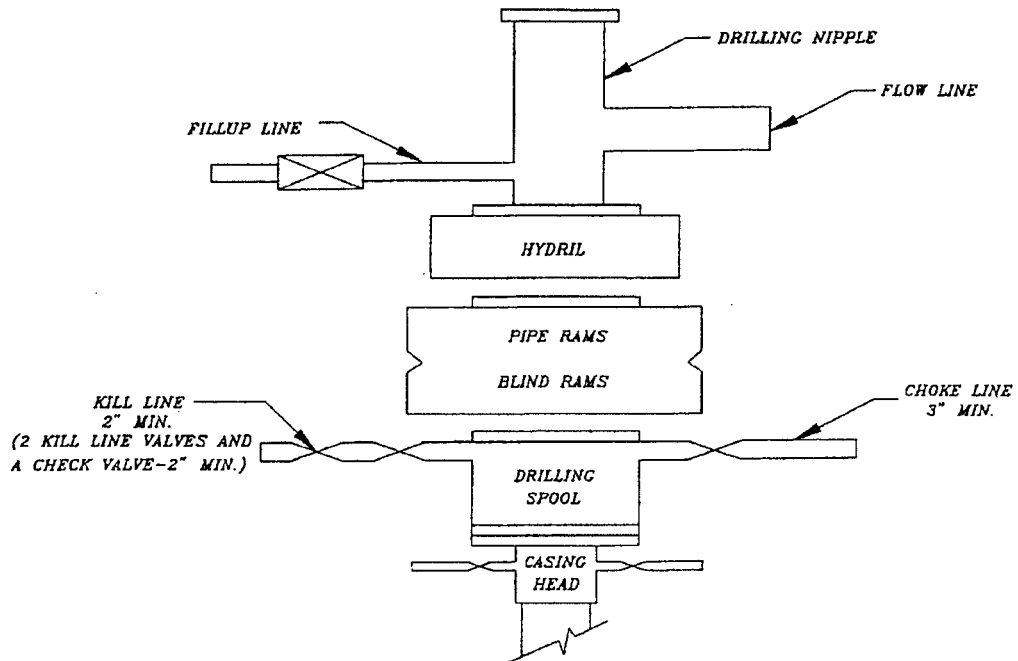 DRILLING NIPPLE
FLOW LINE
FILLUP LINE
HYDRIL
PIPE RAMS
BLIND RAMS
KILL LINE
2" MIN.
(2 KILL LINE VALVES AND
A CHECK VALVE-2" MIN.)
CHOKE LINE
3" MIN.
DRILLING
SPOOL
CASING
HEAD